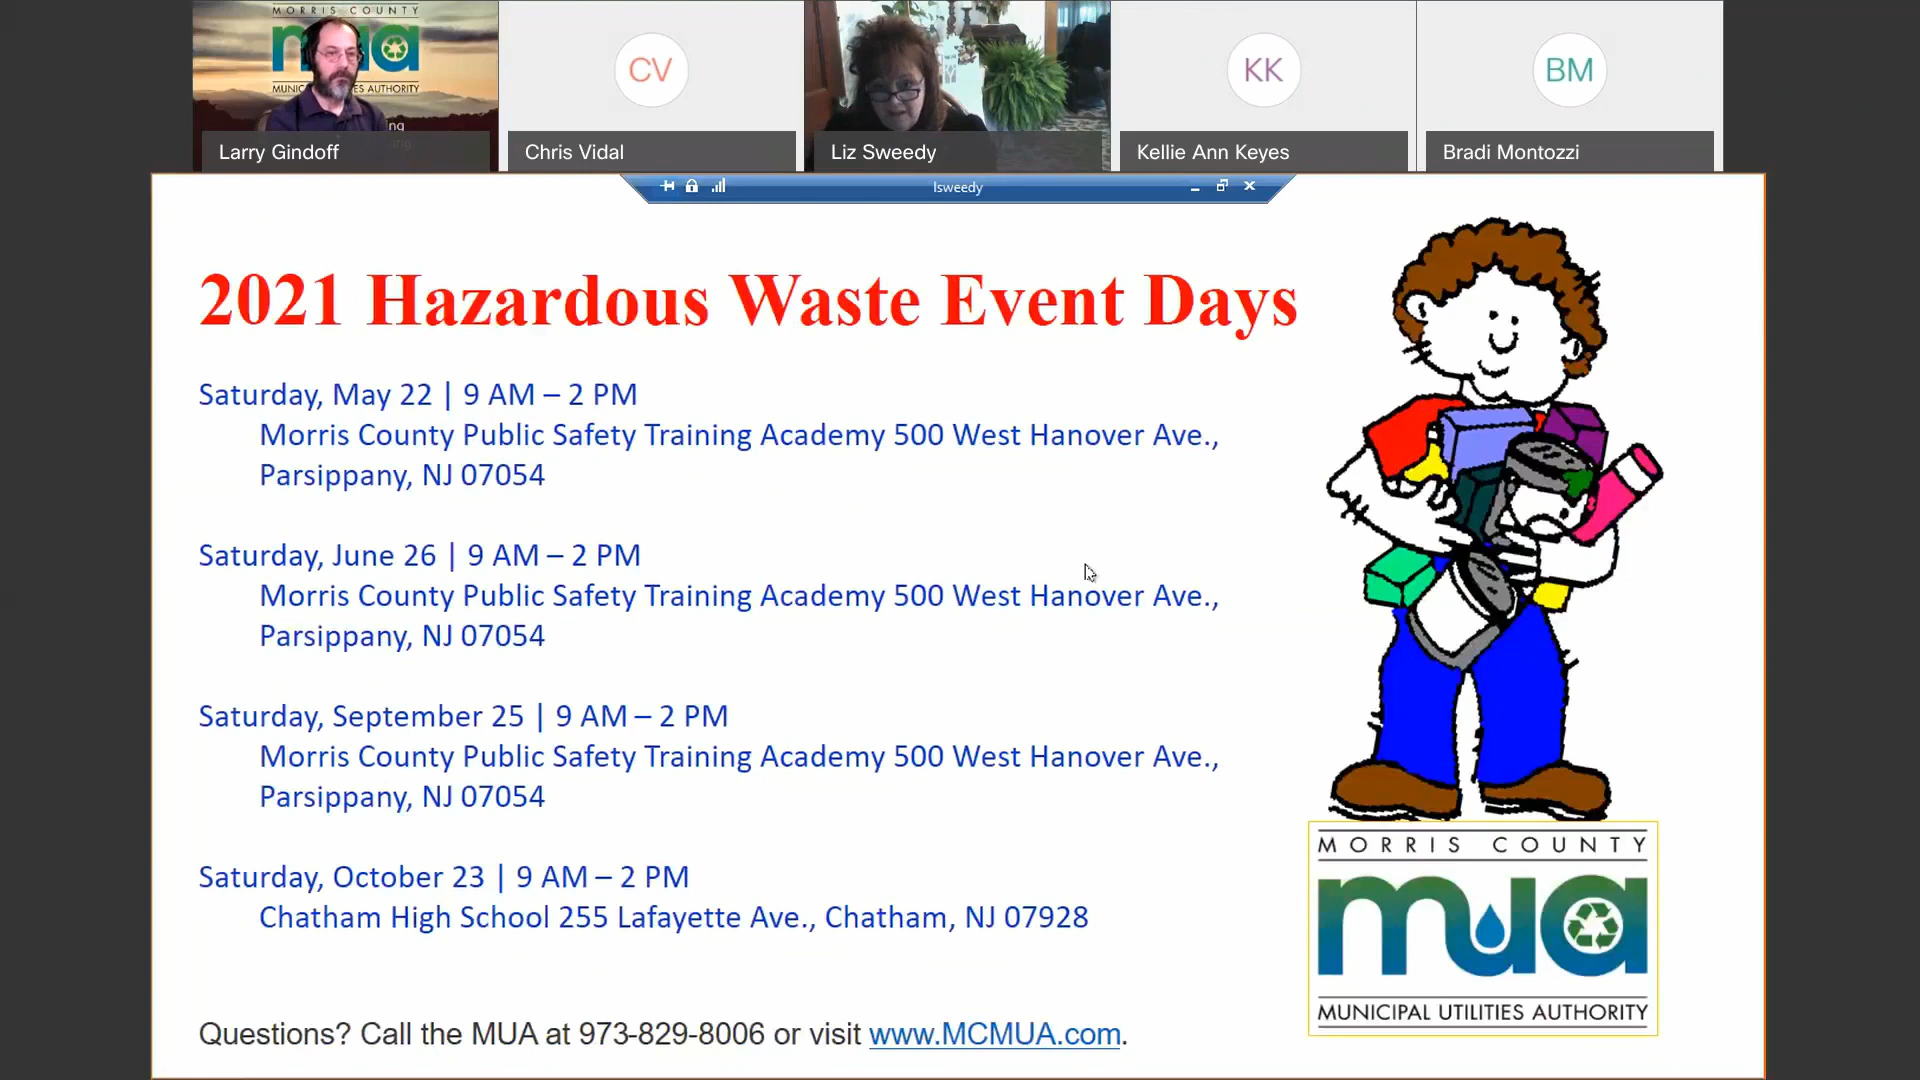 MORRIS COUNTY
mua
MUNICIPAL UTILITIES AUTHORITY
ng
Larry Gindoff
CV
Chris Vidal
Liz Sweedy
KK
Kellie Ann Keyes
BM
Bradi Montozzi
lsweedy
2021 Hazardous Waste Event Days
Saturday, May 22 | 9 AM – 2 PM
Morris County Public Safety Training Academy 500 West Hanover Ave.,
Parsippany, NJ 07054
Saturday, June 26 | 9 AM – 2 PM
Morris County Public Safety Training Academy 500 West Hanover Ave.,
Parsippany, NJ 07054
Saturday, September 25 | 9 AM – 2 PM
Morris County Public Safety Training Academy 500 West Hanover Ave.,
Parsippany, NJ 07054
Saturday, October 23 | 9 AM – 2 PM
Chatham High School 255 Lafayette Ave., Chatham, NJ 07928
Questions? Call the MUA at 973-829-8006 or visit www.MCMUA.com.
MORRIS COUNTY
mua
MUNICIPAL UTILITIES AUTHORITY